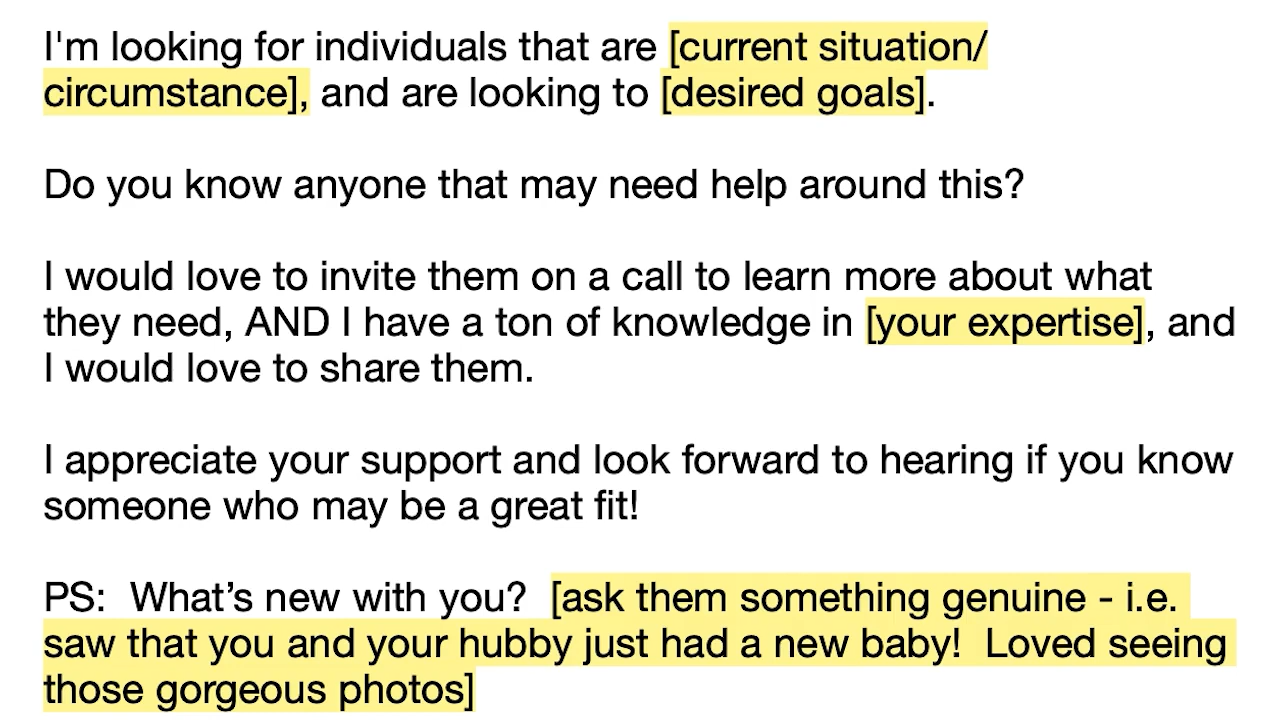 I'm looking for individuals that are [current situation/
circumstance], and are looking to [desired goals].
Do you know anyone that may need help around this?
I would love to invite them on a call to learn more about what
they need, AND I have a ton of knowledge in [your expertise], and
I would love to share them.
I appreciate your support and look forward to hearing if you know
someone who may be a great fit!
PS:  What’s new with you?  [ask them something genuine - i.e.
saw that you and your hubby just had a new baby!  Loved seeing
those gorgeous photos]